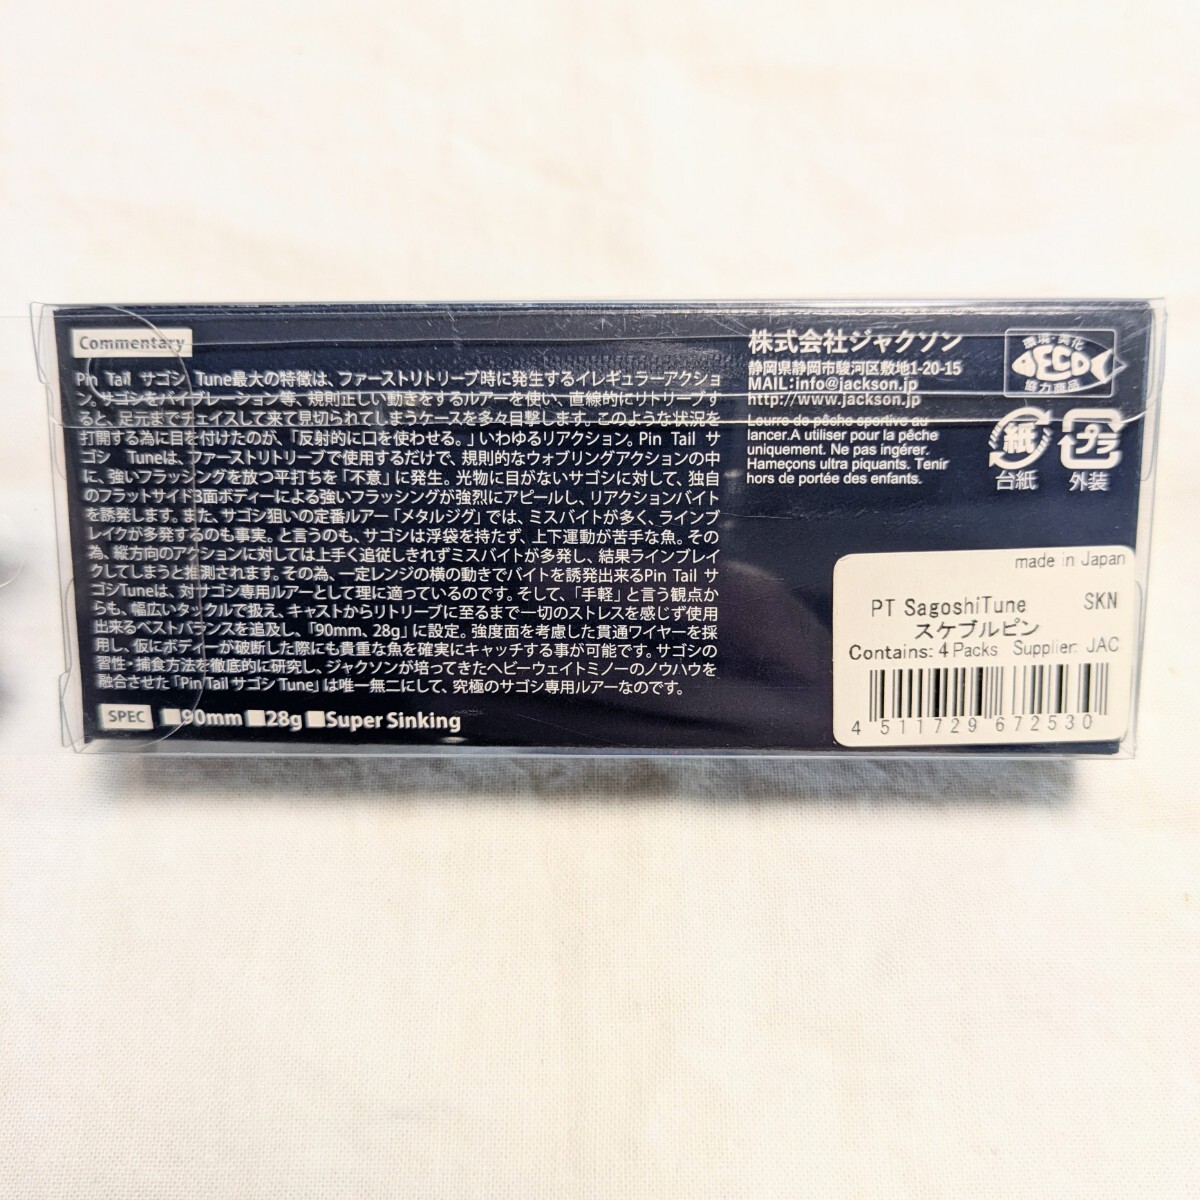 Commentary
Pin Tail サゴシ Tune最大の特徴は、ファーストリトリーブ時に発生するイレギュラーアクショ
ン。サゴシをバイブレーション等、規則正しい動きをするルアーを使い、直線的にリトリーブす
ると、足元までチェイスして来て見切られてしまうケースを多々目撃します。このような状況を
打開する為に目を付けたのが、「反射的に口を使わせる。」いわゆるリアクション。Pin Tail サ
ゴシ Tuneは、ファーストリトリーブで使用するだけで、規則的なウォブリングアクションの中
に、強いフラッシングを放つ平打ちを「不意」に発生。光物に目がないサゴシに対して、独自
のフラットサイド3面ボディーによる強いフラッシングが強烈にアピールし、リアクションバイト
を誘発します。また、サゴシ狙いの定番ルアー「メタルジグ」では、ミスバイトが多く、ラインブ
レイクが多発するのも事実。と言うのも、サゴシは浮袋を持たず、上下運動が苦手な魚。その
為、縦方向のアクションに対しては上手く追従しきれずミスバイトが多発し、結果ラインブレイ
クしてしまうと推測されます。その為、一定レンジの横の動きでバイトを誘発出来るPin Tail サ
ゴシTuneは、対サゴシ専用ルアーとして理に適っているのです。そして、「手軽」と言う観点か
らも、幅広いタックルで扱え、キャストからリトリーブに至るまで一切のストレスを感じず使用
出来るベストバランスを追及し、「90mm、28g」に設定。強度面を考慮した貫通ワイヤーを採
用し、仮にボディーが破断した際にも貴重な魚を確実にキャッチする事が可能です。サゴシの
習性・捕食方法を徹底的に研究し、ジャクソンが培ってきたヘビーウェイトミノーのノウハウを
融合させた「Pin Tail サゴシ Tune」は唯一無二にして、究極のサゴシ専用ルアーなのです。
SPEC ■90mm ■28g ■Super Sinking
株式会社ジャクソン
静岡県静岡市駿河区敷地1-20-15
MAIL:info@jackson.jp
http://www.jackson.jp
Leurre de pêche sportive au
lancer.A utiliser pour la pêche
uniquement. Ne pas ingérer.
Hameçons ultra piquants. Tenir
hors de portée des enfants.
環境・美化
ECO
協力商品
紙
台紙
プラ
外装
made in Japan
PT SagoshiTune SKN
スケブルピン
Contains: 4 Packs Supplier: JAC
4 511729 672530